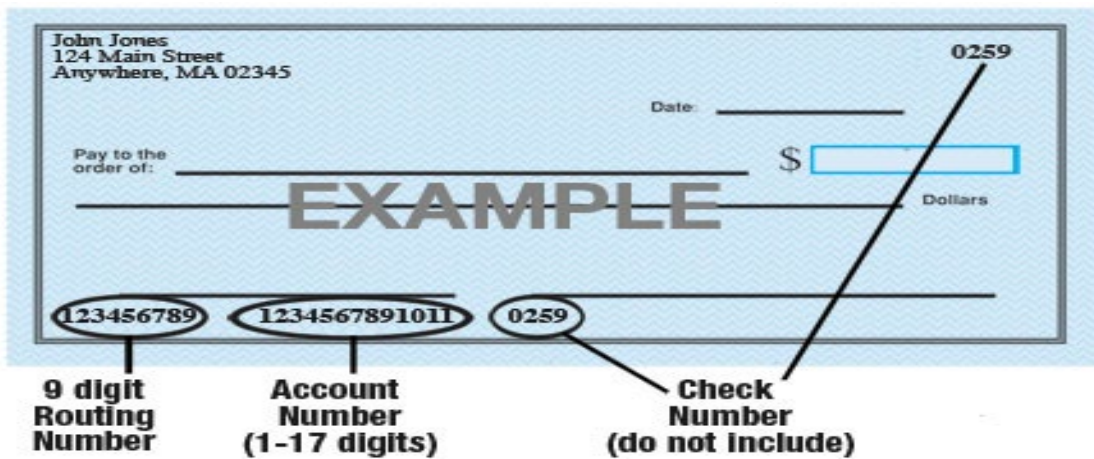 John Jones
124 Main Street
Anywhere, MA 02345
0259
Date:
Pay to the
order of:
$
EXAMPLE
Dollars
123456789 1234567891011 0259
9 digit
Routing
Number
Account
Number
(1-17 digits)
Check
Number
(do not include)